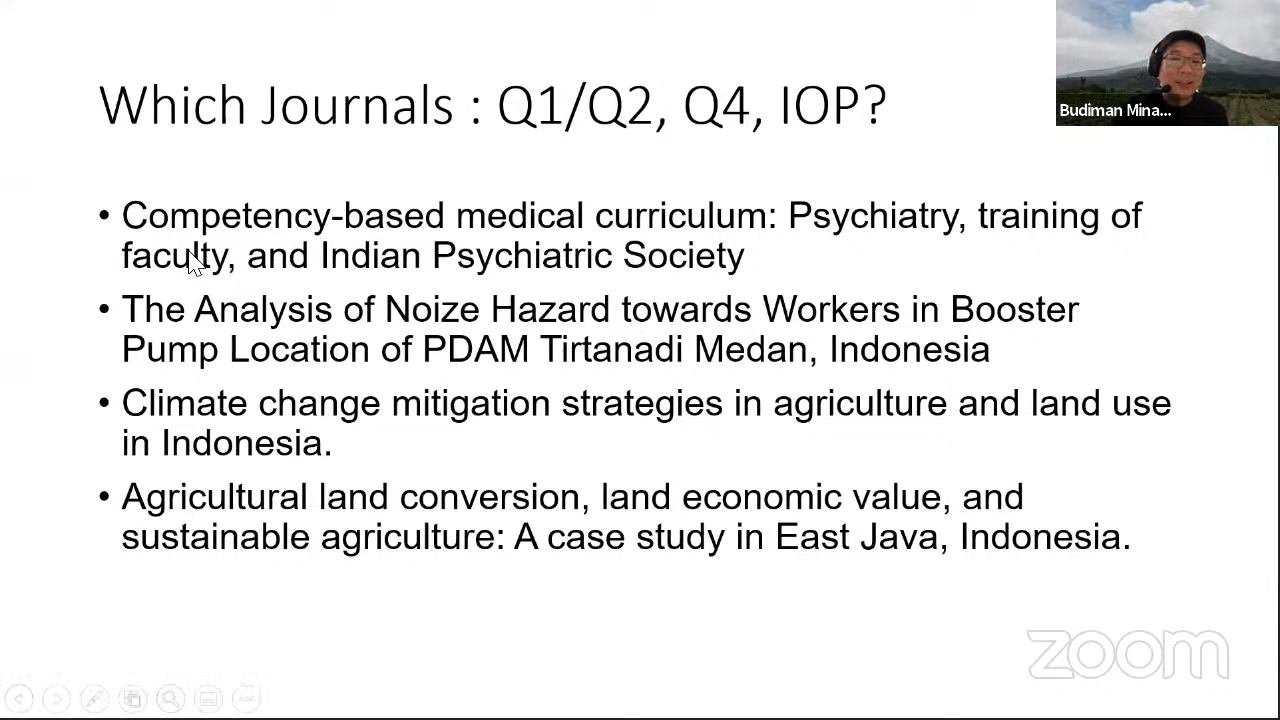 Which Journals : Q1/Q2, Q4, IOP?
Budiman Mina...
• Competency-based medical curriculum: Psychiatry, training of
faculty, and Indian Psychiatric Society
• The Analysis of Noize Hazard towards Workers in Booster
Pump Location of PDAM Tirtanadi Medan, Indonesia
• Climate change mitigation strategies in agriculture and land use
in Indonesia.
• Agricultural land conversion, land economic value, and
sustainable agriculture: A case study in East Java, Indonesia.
zoom